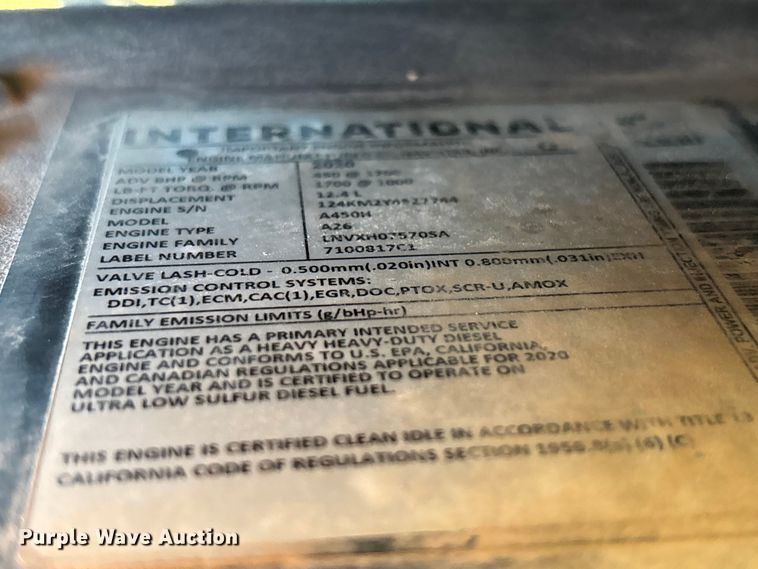 INTERNATIONAL
MODEL YEAR 2020
ADV BHP @ RPM 450 @ 1700
LB-FT TORQ. @ RPM 1700 @ 1000
DISPLACEMENT 12.4 L
ENGINE S/N
MODEL A450H
ENGINE TYPE A26
ENGINE FAMILY
LABEL NUMBER 7100817C1
VALVE LASH-COLD - 0.500mm(.020in)INT 0.800mm(.031in)EXH
EMISSION CONTROL SYSTEMS:
DDI,TC(1),ECM,CAC(1),EGR,DOC,PTOX,SCR-U,AMOX
FAMILY EMISSION LIMITS (g/bHp-hr)
THIS ENGINE HAS A PRIMARY INTENDED SERVICE
APPLICATION AS A HEAVY HEAVY-DUTY DIESEL
ENGINE AND CONFORMS TO U.S. EPA, CALIFORNIA,
AND CANADIAN REGULATIONS APPLICABLE FOR 2020
MODEL YEAR AND IS CERTIFIED TO OPERATE ON
ULTRA LOW SULFUR DIESEL FUEL.
THIS ENGINE IS CERTIFIED CLEAN IDLE IN ACCORDANCE WITH TITLE 13
CALIFORNIA CODE OF REGULATIONS SECTION 1956.8(a) (6) (C)
POWER AND
Purple Wave Auction